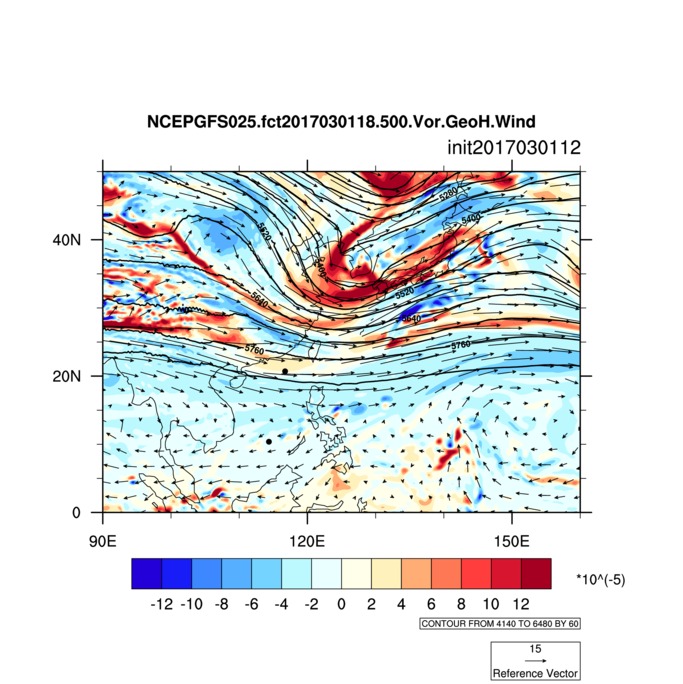 NCEPGFS025.fct2017030118.500.Vor.GeoH.Wind
init2017030112
5280
5400
5520
40N
5640
5520
5640
5760
5760
20N
0
90E 120E 150E
-12 -10 -8 -6 -4 -2 0 2 4 6 8 10 12
*10^(-5)
CONTOUR FROM 4140 TO 6480 BY 60
15
Reference Vector